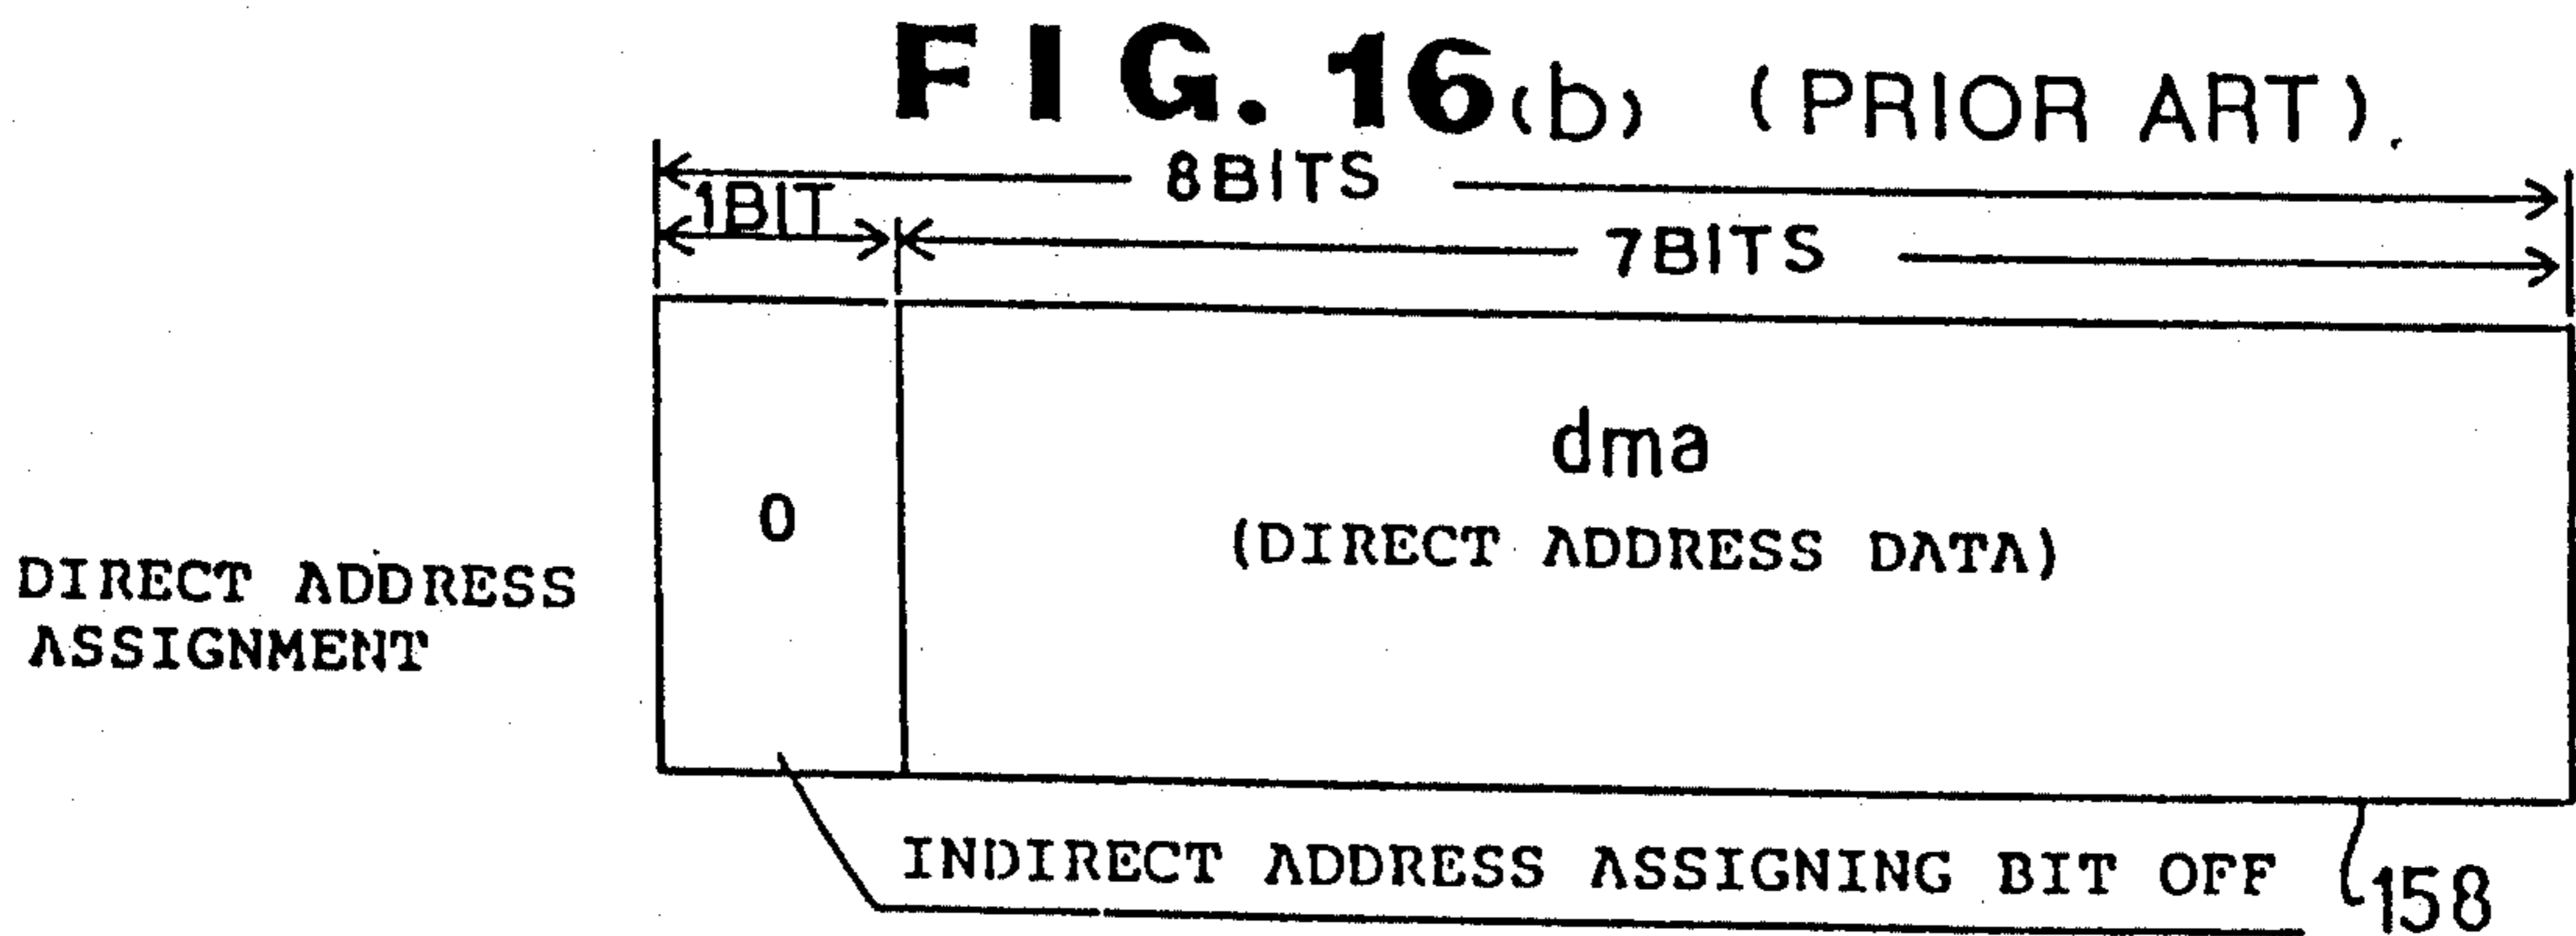 FIG. 16(b) (PRIOR ART).
8BITS
1BIT
7BITS
0
dma
(DIRECT ADDRESS DATA)
DIRECT ADDRESS
ASSIGNMENT
INDIRECT ADDRESS ASSIGNING BIT OFF
158